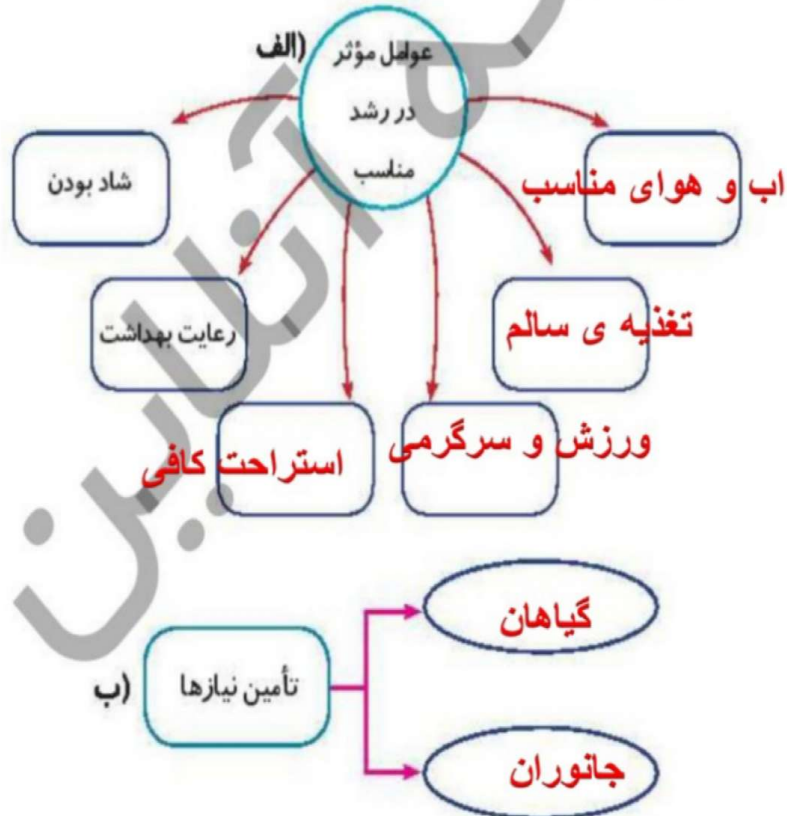 الف)
عوامل مؤثر
در رشد
مناسب
اب و هوای مناسب
شاد بودن
تغذیه ی سالم
رعایت بهداشت
ورزش و سرگرمی
استراحت کافی
ب)
تأمین نیازها
گیاهان
جانوران
آنلاین